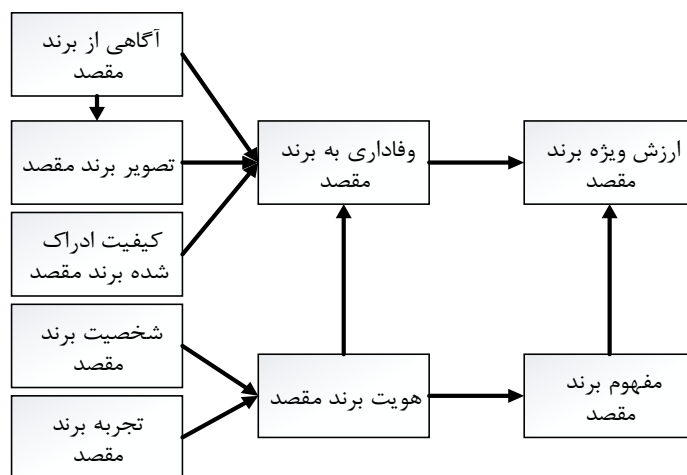 آگاهی از برند
مقصد
تصویر برند مقصد
وفاداری به برند
مقصد
ارزش ویژه برند
مقصد
کیفیت ادراک
شده برند مقصد
شخصیت برند
مقصد
هویت برند مقصد
مفهوم برند
مقصد
تجربه برند
مقصد